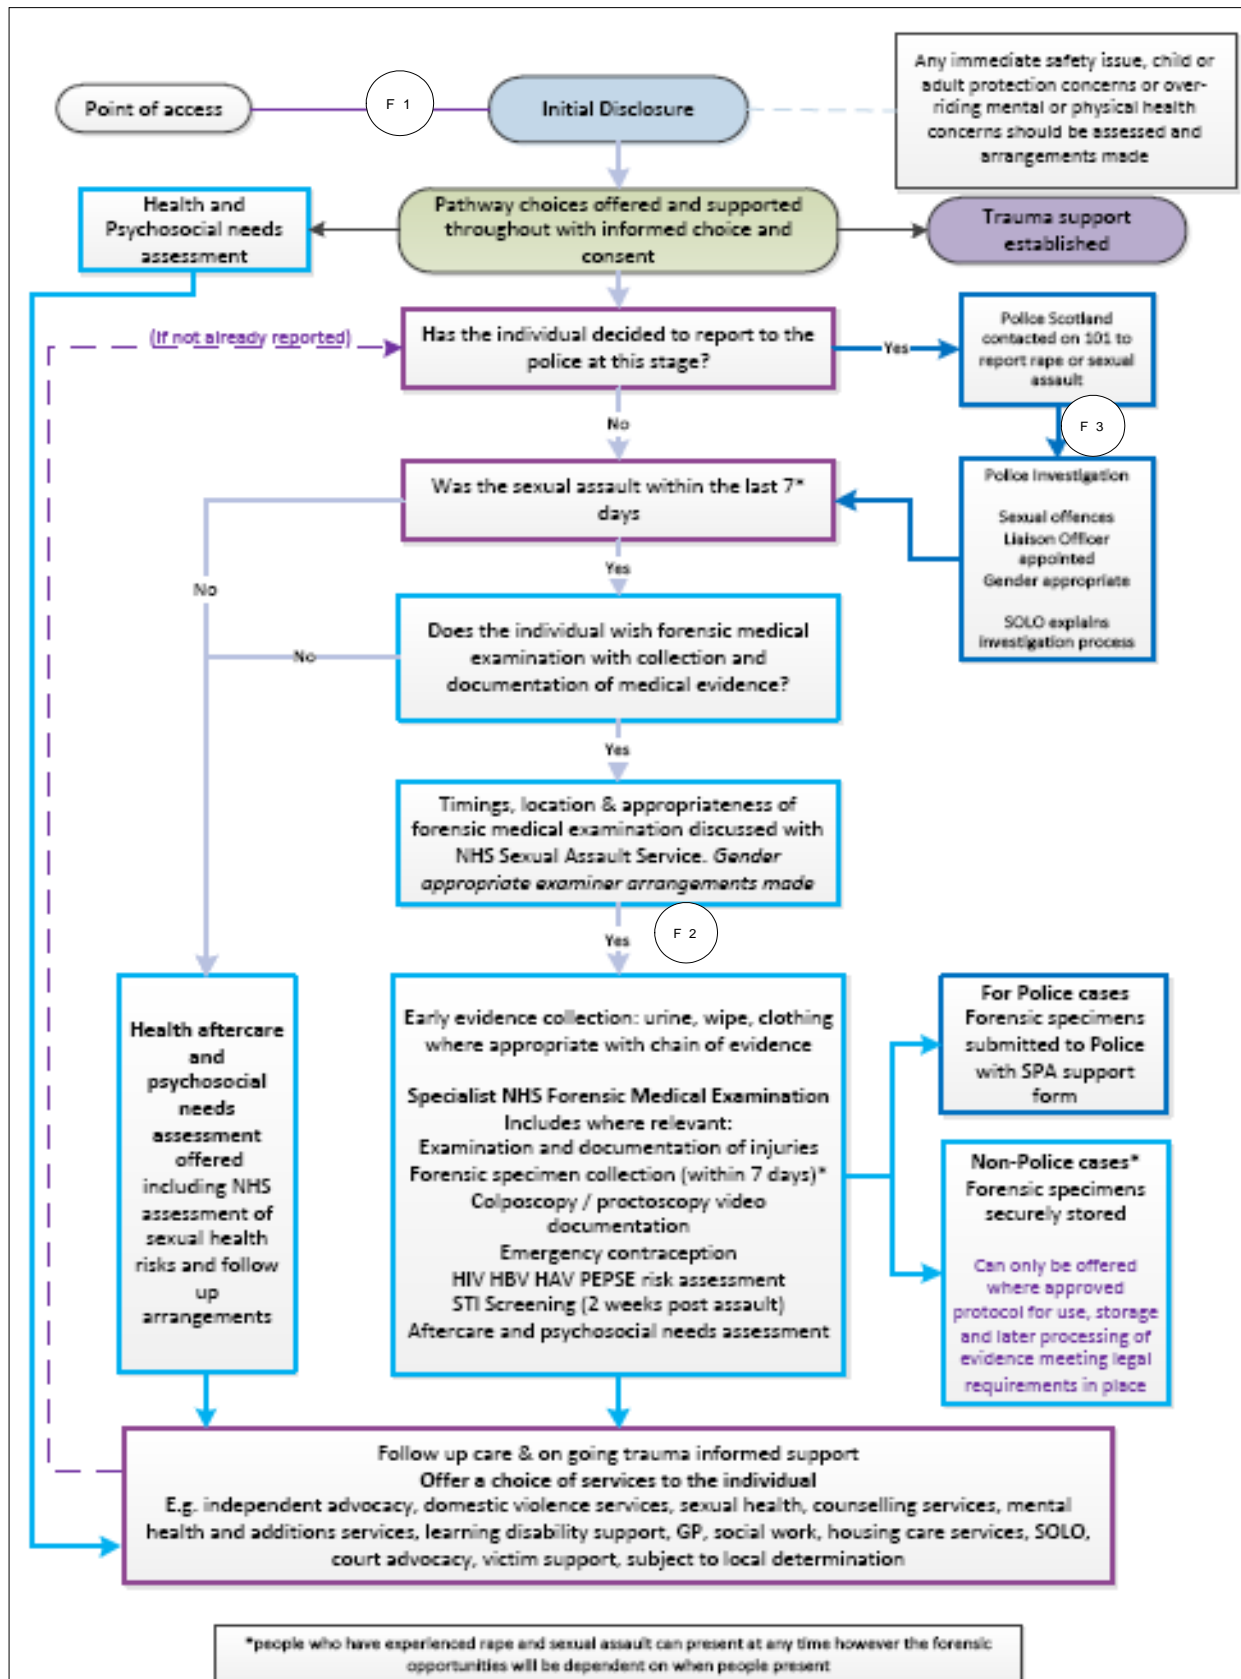 Point of access
F 1
Initial Disclosure
Any immediate safety issue, child or
adult protection concerns or over-
riding mental or physical health
concerns should be assessed and
arrangements made
Health and
Psychosocial needs
assessment
Pathway choices offered and supported
throughout with informed choice and
consent
Trauma support
established
(If not already reported)
Has the individual decided to report to the
police at this stage?
Yes
Police Scotland
contacted on 101 to
report rape or sexual
assault
No
F 3
Was the sexual assault within the last 7*
days
Police Investigation
Sexual offences
Liaison Officer
appointed
Gender appropriate
SOLO explains
investigation process
No
Yes
Does the individual wish forensic medical
examination with collection and
documentation of medical evidence?
No
Yes
Timings, location & appropriateness of
forensic medical examination discussed with
NHS Sexual Assault Service. Gender
appropriate examiner arrangements made
Yes
F 2
Health aftercare
and
psychosocial
needs
assessment
offered
including NHS
assessment of
sexual health
risks and follow
up
arrangements
Early evidence collection: urine, wipe, clothing
where appropriate with chain of evidence
Specialist NHS Forensic Medical Examination
Includes where relevant:
Examination and documentation of injuries
Forensic specimen collection (within 7 days)*
Colposcopy / proctoscopy video
documentation
Emergency contraception
HIV HBV HAV PEPSE risk assessment
STI Screening (2 weeks post assault)
Aftercare and psychosocial needs assessment
For Police cases
Forensic specimens
submitted to Police
with SPA support
form
Non-Police cases*
Forensic specimens
securely stored
Can only be offered
where approved
protocol for use, storage
and later processing of
evidence meeting legal
requirements in place
Follow up care & on going trauma informed support
Offer a choice of services to the individual
E.g. independent advocacy, domestic violence services, sexual health, counselling services, mental
health and additions services, learning disability support, GP, social work, housing care services, SOLO,
court advocacy, victim support, subject to local determination
*people who have experienced rape and sexual assault can present at any time however the forensic
opportunities will be dependent on when people present